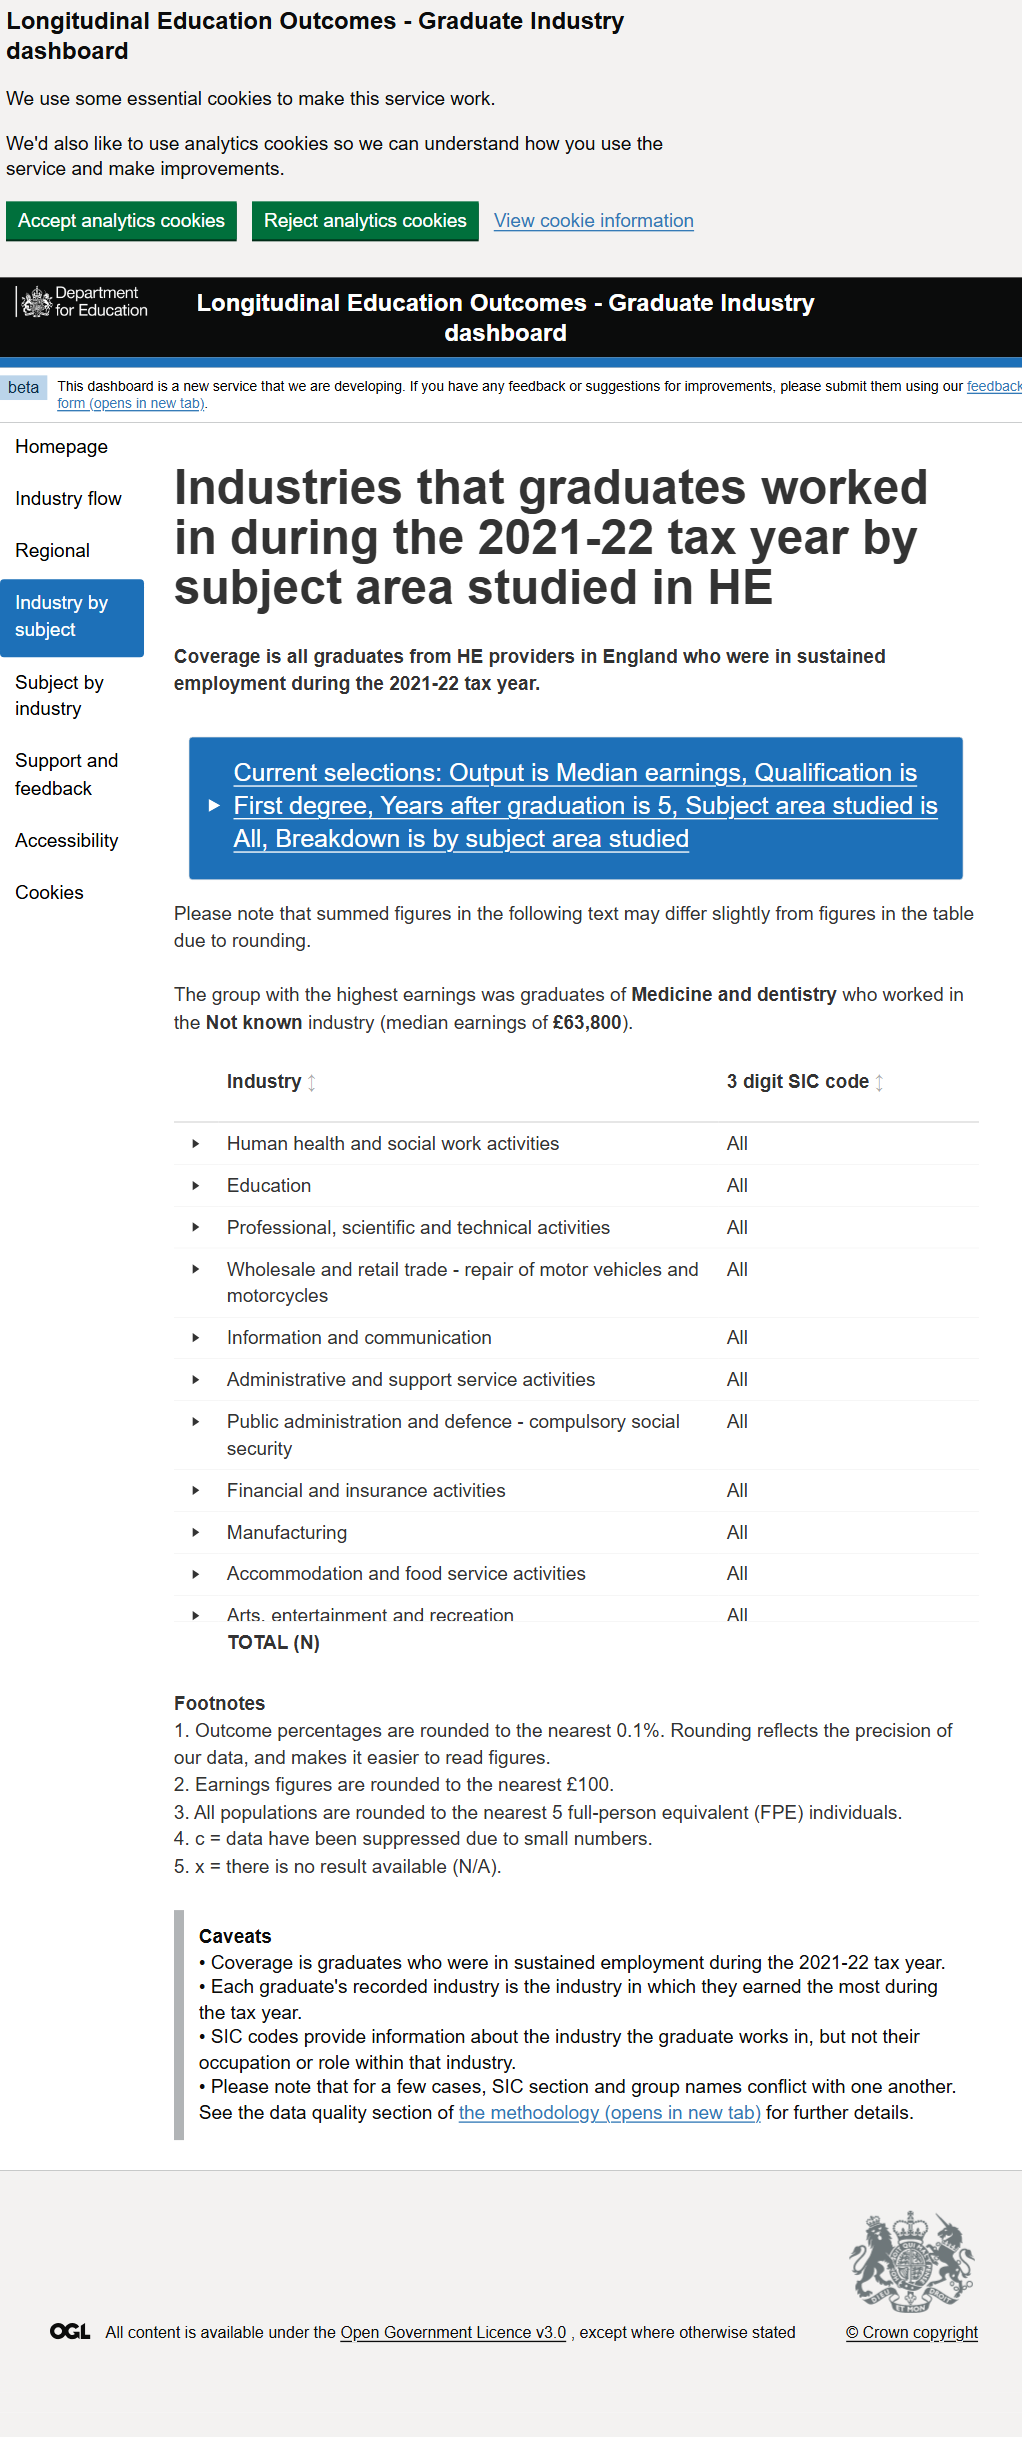 Longitudinal Education Outcomes - Graduate Industry
dashboard
We use some essential cookies to make this service work.
We'd also like to use analytics cookies so we can understand how you use the
service and make improvements.
Accept analytics cookies Reject analytics cookies View cookie information
Department
for Education
Longitudinal Education Outcomes - Graduate Industry
dashboard
beta This dashboard is a new service that we are developing. If you have any feedback or suggestions for improvements, please submit them using our feedback
form (opens in new tab).
Homepage
Industry flow
Regional
Industry by
subject
Subject by
industry
Support and
feedback
Accessibility
Cookies
Industries that graduates worked
in during the 2021-22 tax year by
subject area studied in HE
Coverage is all graduates from HE providers in England who were in sustained
employment during the 2021-22 tax year.
Current selections: Output is Median earnings, Qualification is
First degree, Years after graduation is 5, Subject area studied is
All, Breakdown is by subject area studied
Please note that summed figures in the following text may differ slightly from figures in the table
due to rounding.
The group with the highest earnings was graduates of Medicine and dentistry who worked in
the Not known industry (median earnings of £63,800).
Industry 3 digit SIC code
Human health and social work activities All
Education All
Professional, scientific and technical activities All
Wholesale and retail trade - repair of motor vehicles and All
motorcycles
Information and communication All
Administrative and support service activities All
Public administration and defence - compulsory social All
security
Financial and insurance activities All
Manufacturing All
Accommodation and food service activities All
Arts, entertainment and recreation All
TOTAL (N)
Footnotes
1. Outcome percentages are rounded to the nearest 0.1%. Rounding reflects the precision of
our data, and makes it easier to read figures.
2. Earnings figures are rounded to the nearest £100.
3. All populations are rounded to the nearest 5 full-person equivalent (FPE) individuals.
4. c = data have been suppressed due to small numbers.
5. x = there is no result available (N/A).
Caveats
• Coverage is graduates who were in sustained employment during the 2021-22 tax year.
• Each graduate's recorded industry is the industry in which they earned the most during
the tax year.
• SIC codes provide information about the industry the graduate works in, but not their
occupation or role within that industry.
• Please note that for a few cases, SIC section and group names conflict with one another.
See the data quality section of the methodology (opens in new tab) for further details.
OGL All content is available under the Open Government Licence v3.0 , except where otherwise stated
© Crown copyright